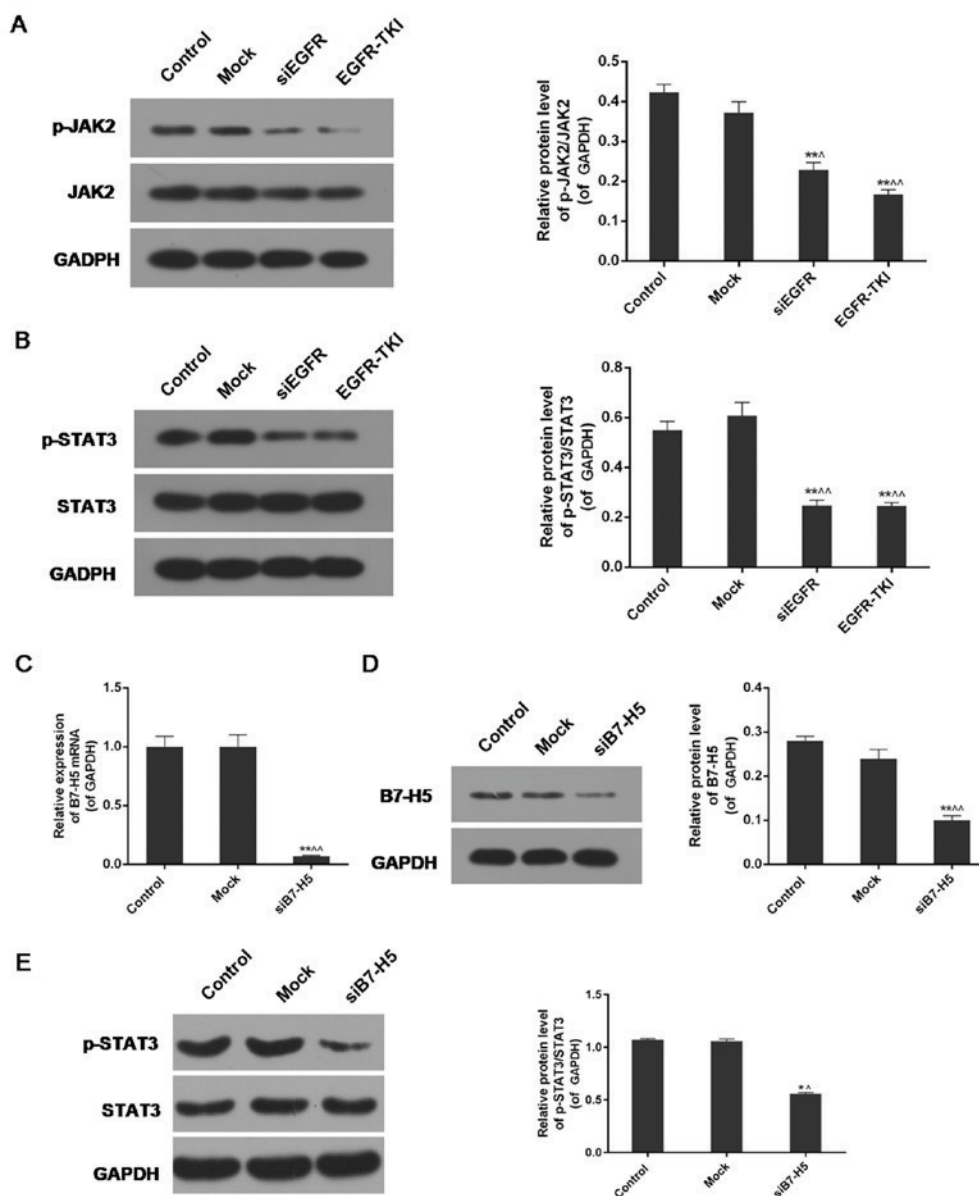 A
Control
Mock
siEGFR
EGFR-TKI
p-JAK2
JAK2
GADPH
Relative protein level
of p-JAK2/JAK2
(of GAPDH)
0.5
0.4
0.3
0.2
0.1
0.0
**^
**^^
Control
Mock
siEGFR
EGFR-TKI
B
Control
Mock
siEGFR
EGFR-TKI
p-STAT3
STAT3
GADPH
Relative protein level
of p-STAT3/STAT3
(of GAPDH)
0.8
0.6
0.4
0.2
0.0
**^^
**^^
Control
Mock
siEGFR
EGFR-TKI
C
Relative expression
of B7-H5 mRNA
(of GAPDH)
1.5
1.0
0.5
0.0
**^^
Control
Mock
siB7-H5
D
Control
Mock
siB7-H5
B7-H5
GAPDH
Relative protein level
of B7-H5
(of GAPDH)
0.4
0.3
0.2
0.1
0.0
**^^
Control
Mock
siB7-H5
E
Control
Mock
siB7-H5
p-STAT3
STAT3
GAPDH
Relative protein level
of p-STAT3/STAT3
(of GAPDH)
1.5
1.0
0.5
0.0
*^
Control
Mock
siB7-H5